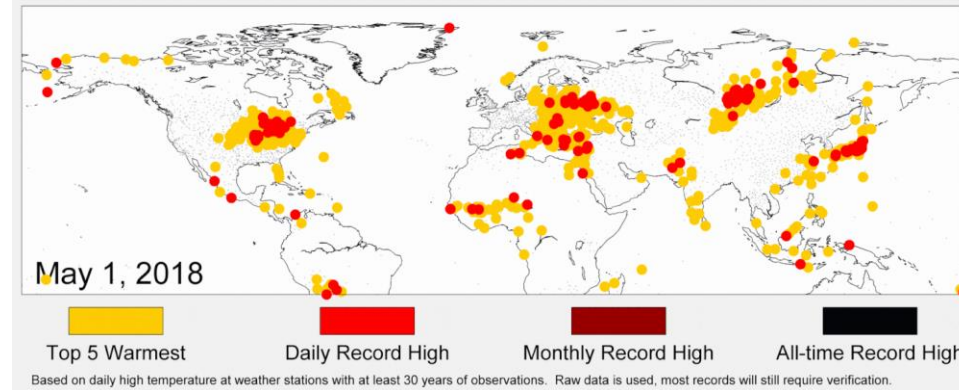 May 1, 2018
Top 5 Warmest
Daily Record High
Monthly Record High
All-time Record High
Based on daily high temperature at weather stations with at least 30 years of observations. Raw data is used, most records will still require verification.